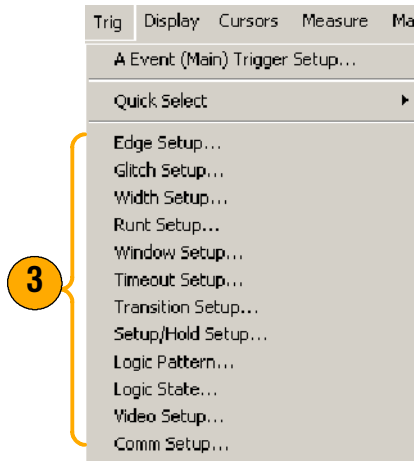 Trig Display Cursors Measure Ma
A Event (Main) Trigger Setup...
Quick Select
Edge Setup...
Glitch Setup...
Width Setup...
Runt Setup...
Window Setup...
3
Timeout Setup...
Transition Setup...
Setup/Hold Setup...
Logic Pattern...
Logic State...
Video Setup...
Comm Setup...